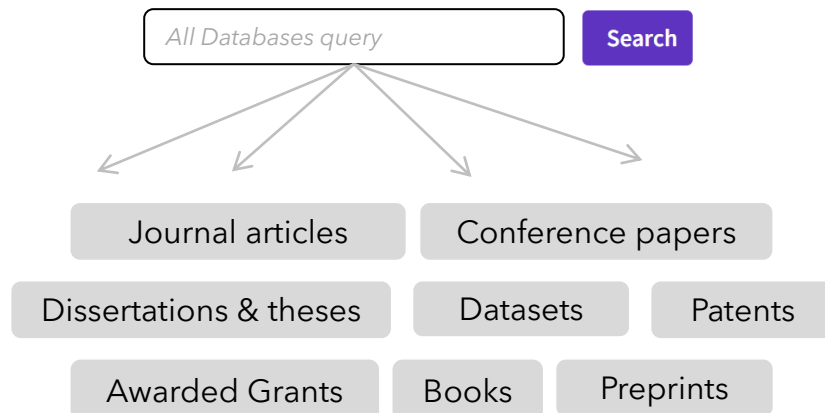 All Databases query Search
Journal articles Conference papers
Dissertations & theses Datasets Patents
Awarded Grants Books Preprints